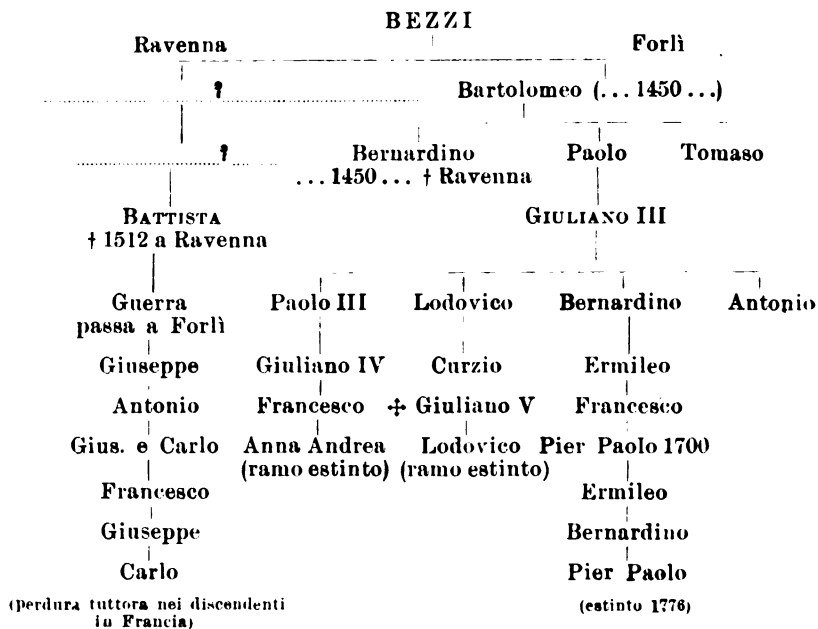 BEZZI
Ravenna Forlì
? Bartolomeo (... 1450 ...)
? Bernardino Paolo Tomaso
... 1450 ... † Ravenna
BATTISTA GIULIANO III
† 1512 a Ravenna
Guerra Paolo III Lodovico Bernardino Antonio
passa a Forlì
Giuseppe Giuliano IV Curzio Ermileo
Antonio Francesco ✣ Giuliano V Francesco
Gius. e Carlo Anna Andrea Lodovico Pier Paolo 1700
(ramo estinto) (ramo estinto)
Francesco Ermileo
Giuseppe Bernardino
Carlo Pier Paolo
(perdura tuttora nei discendenti (estinto 1776)
in Francia)